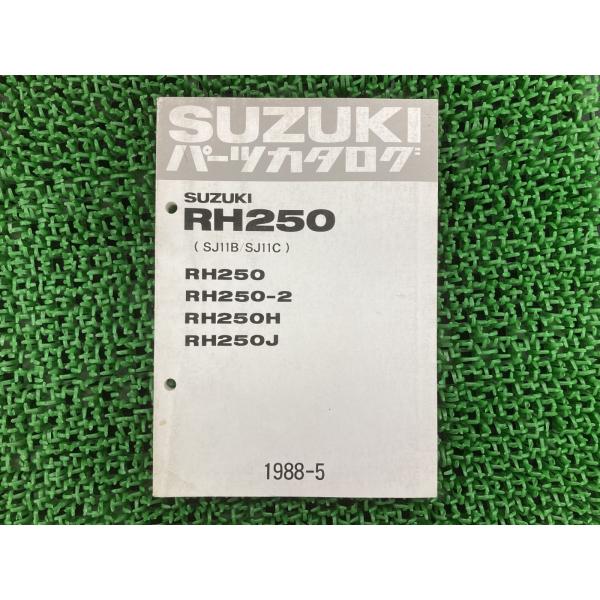 SUZUKI
パーツカタログ
SUZUKI
RH250
( SJ11B/SJ11C )
RH250
RH250-2
RH250H
RH250J
1988-5